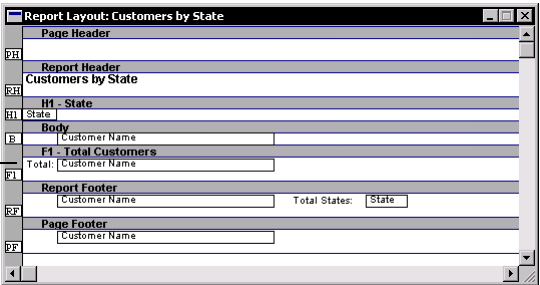 Report Layout: Customers by State
Page Header
PH
Report Header
Customers by State
RH
H1 - State
H1 State
Body
B Customer Name
F1 - Total Customers
Total: Customer Name
F1
Report Footer
Customer Name Total States: State
RF
Page Footer
Customer Name
PF